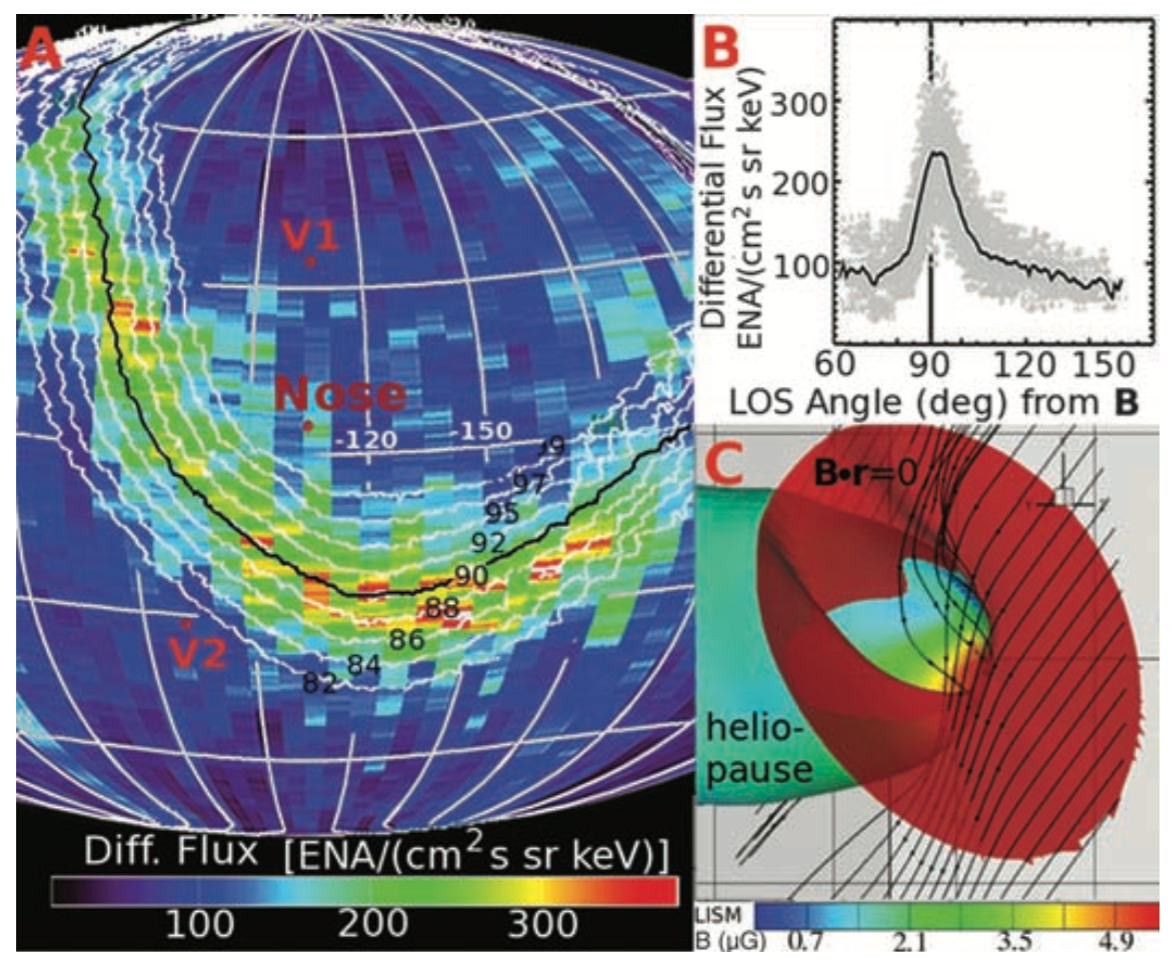 A
V1
Nose
-120
-150
97
95
92
90
88
86
84
82
V2
Diff. Flux [ENA/(cm² s sr keV)]
100 200 300
B
Differential Flux
ENA/(cm² s sr keV)
300
200
100
60 90 120 150
LOS Angle (deg) from B
C
B•r=0
helio-
pause
LISM
B (μG) 0.7 2.1 3.5 4.9